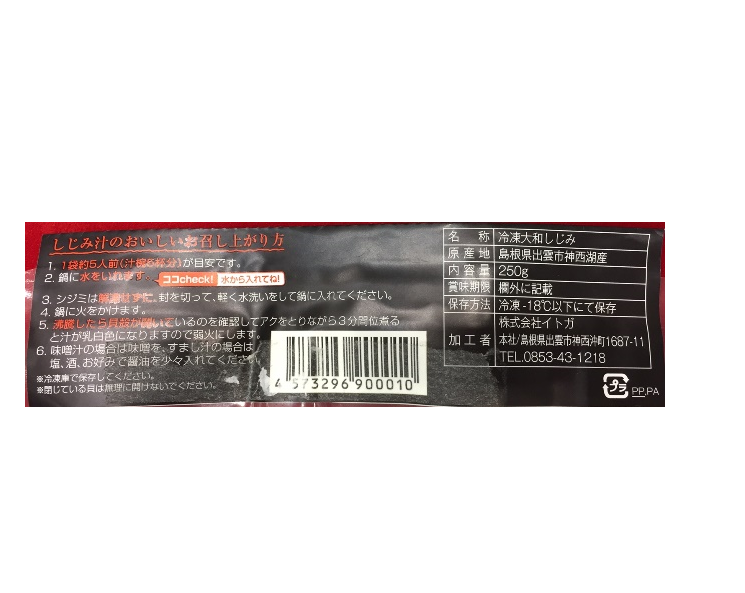 しじみ汁のおいしいお召し上がり方
1. 1袋約5人前(汁椀5杯分)が目安です。
2. 鍋に水をいれます。 ココcheck! 水から入れてね!
3. シジミは解凍せずに、封を切って、軽く水洗いをして鍋に入れてください。
4. 鍋に火をかけます。
5. 沸騰したら貝殻が開いているのを確認してアクをとりながら3分間位煮る
と汁が乳白色になりますので弱火にします。
6. 味噌汁の場合は味噌を、すまし汁の場合は、
塩、酒、お好みで醤油を少々入れてください。
※冷凍庫で保存してください。
※閉じている貝は無理に開けないでください。
4 573296 900010
名称 冷凍大和しじみ
原産地 島根県出雲市神西湖産
内容量 250g
賞味期限 欄外に記載
保存方法 冷凍-18℃以下にて保存
加工者 株式会社イトガ
本社/島根県出雲市神西沖町1687-11
TEL.0853-43-1218
プラ PP,PA